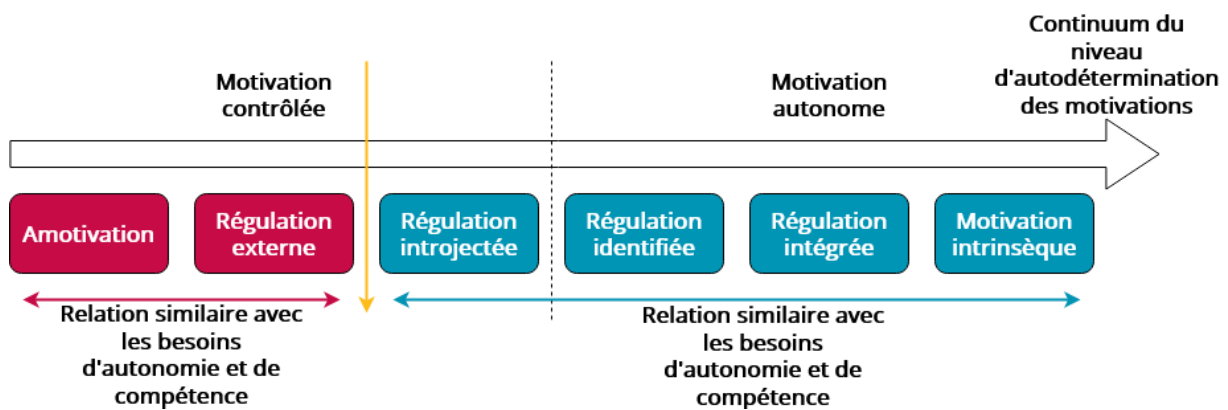 Continuum du
niveau
d'autodétermination
des motivations
Motivation
contrôlée
Motivation
autonome
Amotivation
Régulation
externe
Régulation
introjectée
Régulation
identifiée
Régulation
intégrée
Motivation
intrinsèque
Relation similaire avec
les besoins
d'autonomie et de
compétence
Relation similaire avec
les besoins
d'autonomie et de
compétence